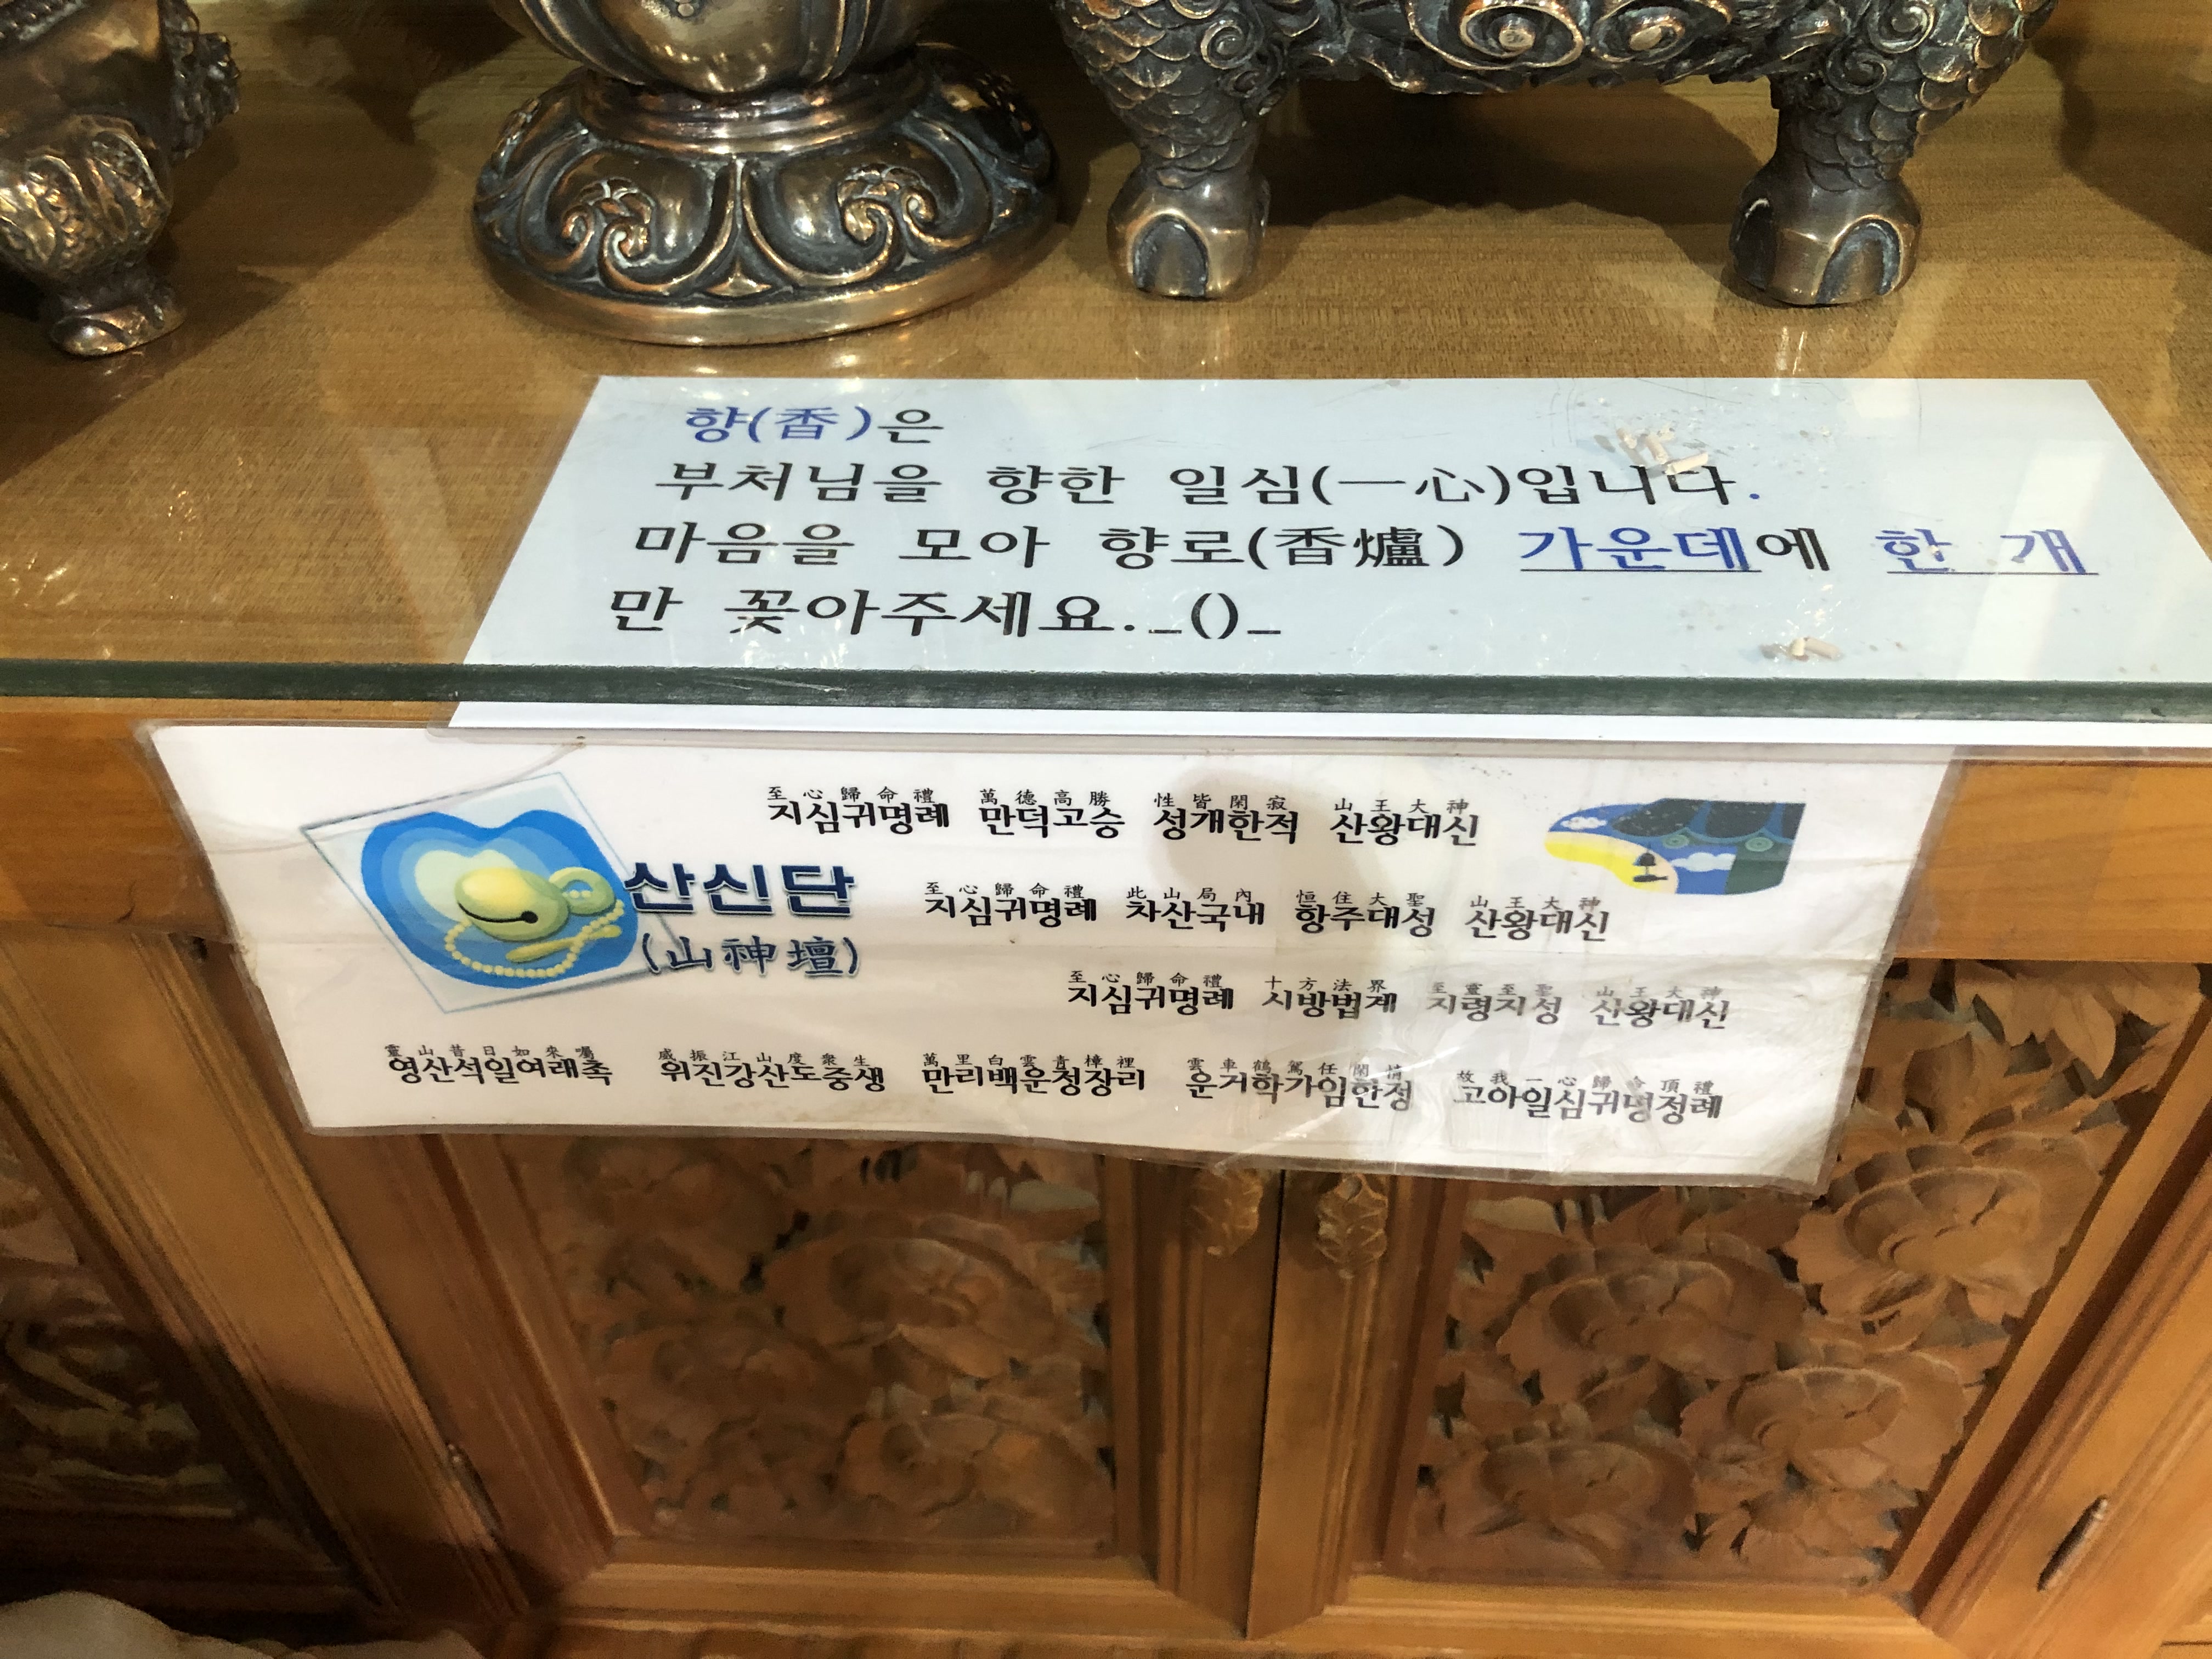 향(香)은
부처님을 향한 일심(一心)입니다.
마음을 모아 향로(香爐) 가운데에 한 개
만 꽃아주세요._()_
至心歸命禮 萬德高勝 性皆閑寂 山王大神
지심귀명례 만덕고승 성개한적 산왕대신
산신단
(山神壇)
至心歸命禮 此山局內 恒住大聖 山王大神
지심귀명례 차산국내 항주대성 산왕대신
至心歸命禮 十方法界 至靈至聖 山王大神
지심귀명례 시방법계 지령지성 산왕대신
靈山昔日如來囑 威振江山度衆生 萬里白雲青樟裡 雲車鶴駕任閑情 故我一心歸命頂禮
영산석일여래촉 위진강산도중생 만리백운청장리 운거학가임한정 고아일심귀명정례